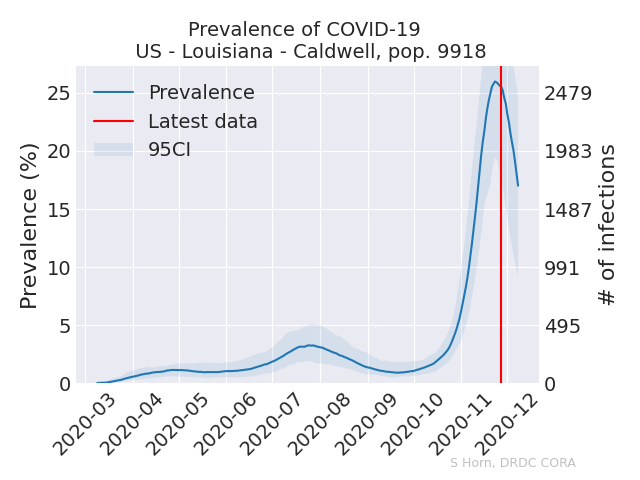 Prevalence of COVID-19
US - Louisiana - Caldwell, pop. 9918
Prevalence
Latest data
95CI
Prevalence (%)
25
20
15
10
5
0
2479
1983
1487
991
495
0
# of infections
2020-03
2020-04
2020-05
2020-06
2020-07
2020-08
2020-09
2020-10
2020-11
2020-12
S Horn, DRDC CORA